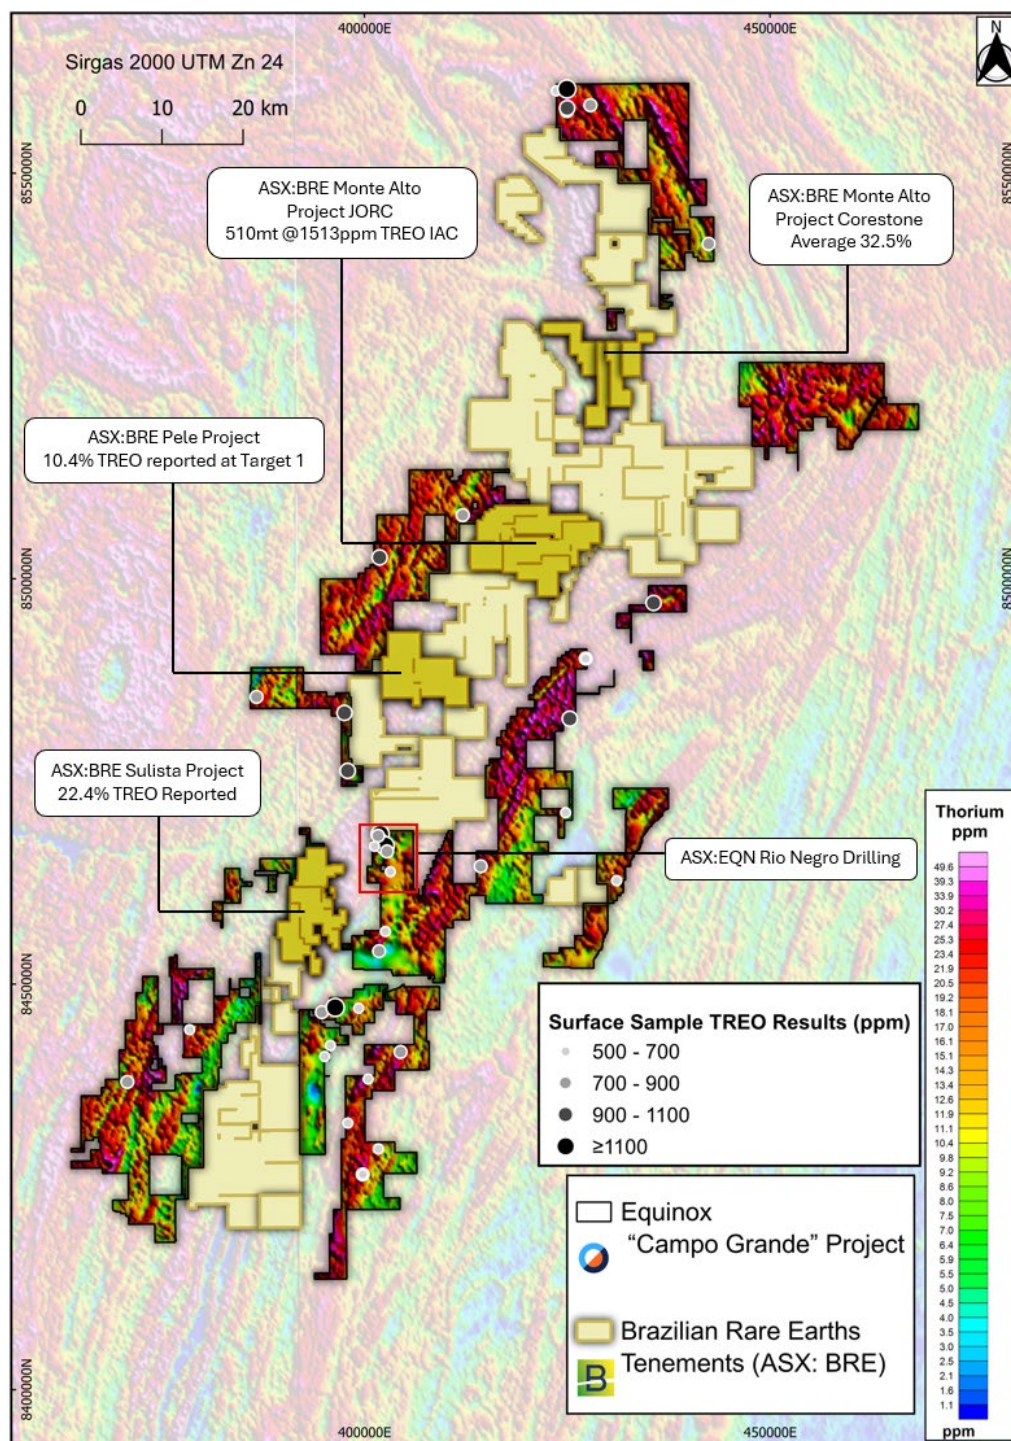 400000E
450000E
N
Sirgas 2000 UTM Zn 24
0 10 20 km
8550000N
8550000N
ASX:BRE Monte Alto
Project JORC
510mt @1513ppm TREO IAC
ASX:BRE Monte Alto
Project Corestone
Average 32.5%
ASX:BRE Pele Project
10.4% TREO reported at Target 1
8500000N
8500000N
ASX:BRE Sulista Project
22.4% TREO Reported
ASX:EQN Rio Negro Drilling
8450000N
Surface Sample TREO Results (ppm)
500 - 700
700 - 900
900 - 1100
≥1100
Equinox
“Campo Grande” Project
Brazilian Rare Earths
B
Tenements (ASX: BRE)
Thorium
ppm
49.6
39.3
33.9
30.2
27.4
25.3
23.4
21.9
20.5
19.2
18.1
17.0
16.1
15.1
14.3
13.4
12.6
11.9
11.1
10.4
9.8
9.2
8.6
8.0
7.5
7.0
6.4
5.9
5.5
5.0
4.5
4.0
3.5
3.0
2.5
2.1
1.6
1.1
ppm
8400000N
400000E
450000E